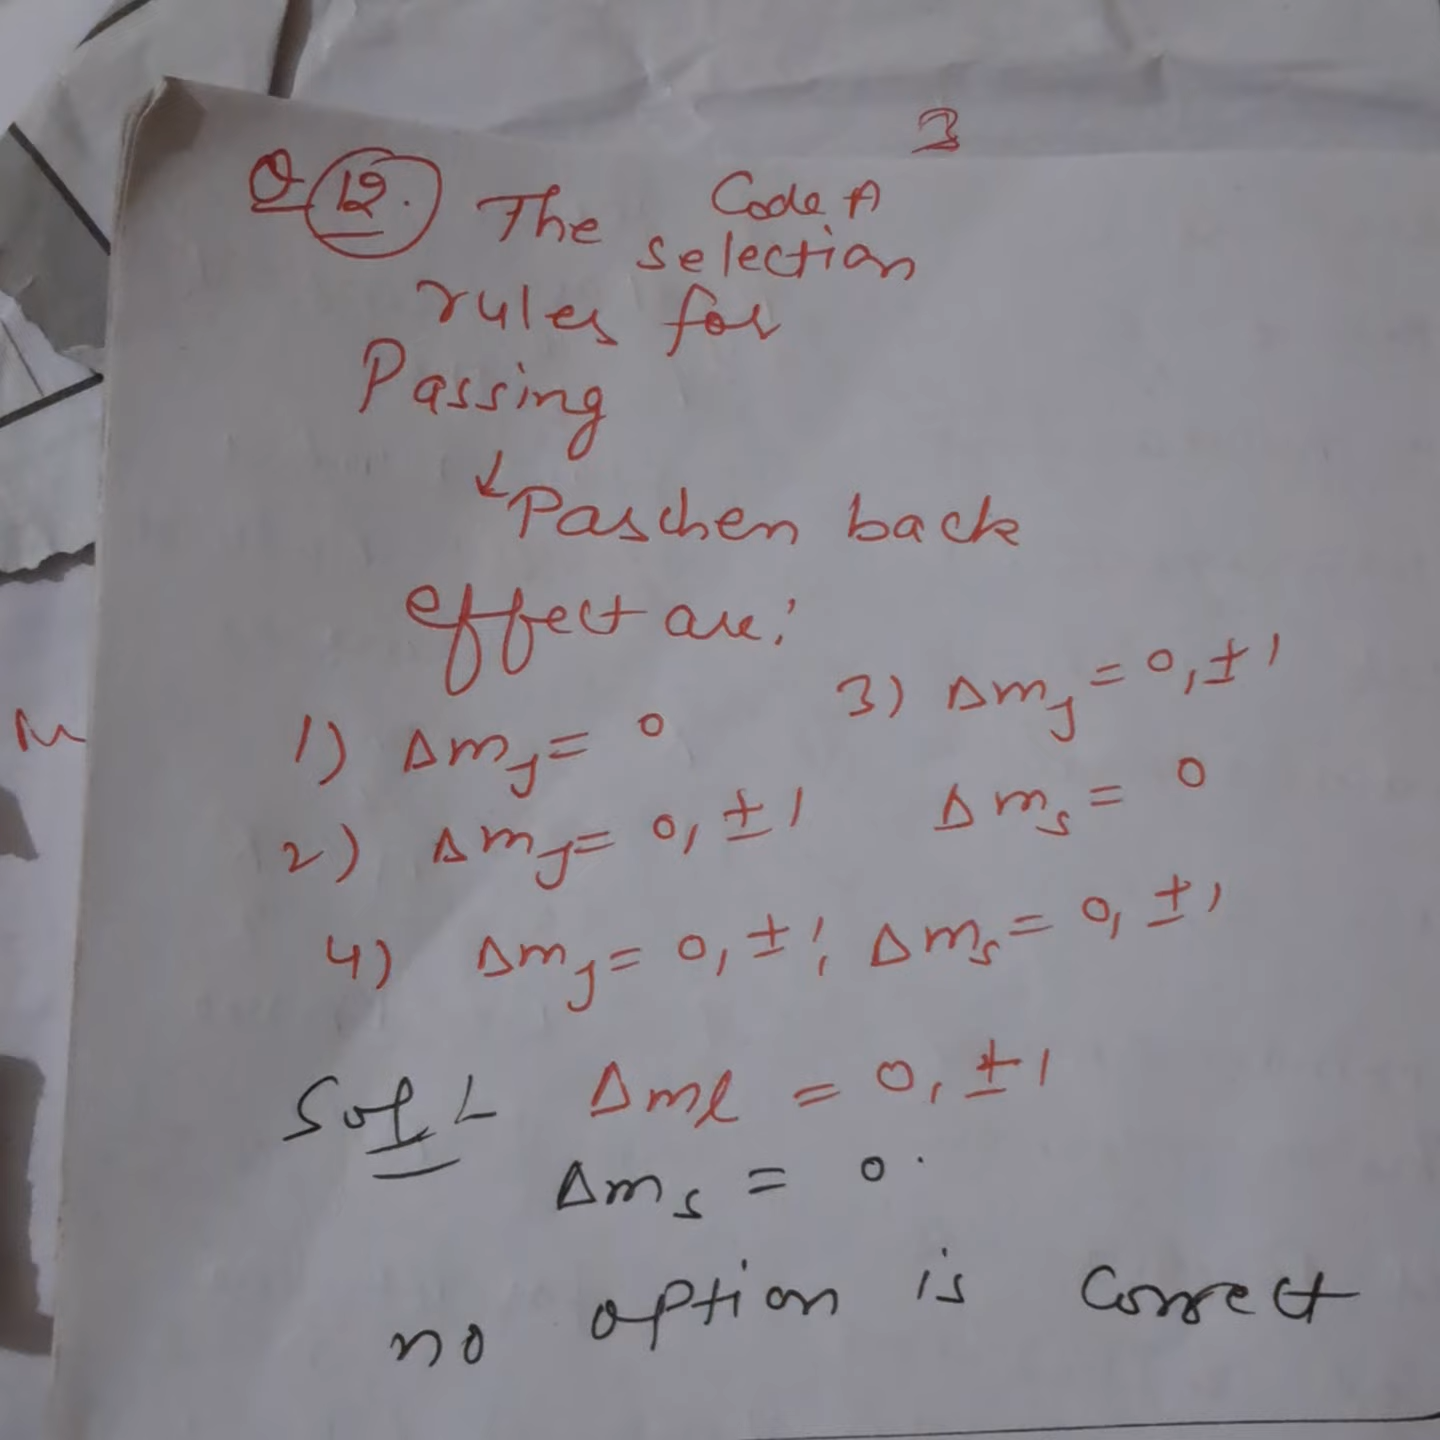 3
Q 12. The Code A
selection
rules for
Passing
↓ Paschen back
effect are:
1) Δm_J = 0
3) Δm_J = 0, ±1
Δm_s = 0
2) Δm_J = 0, ±1
4) Δm_J = 0, ±1; Δm_s = 0, ±1
Sol Δml = 0, ±1
Δm_s = 0.
no option is correct